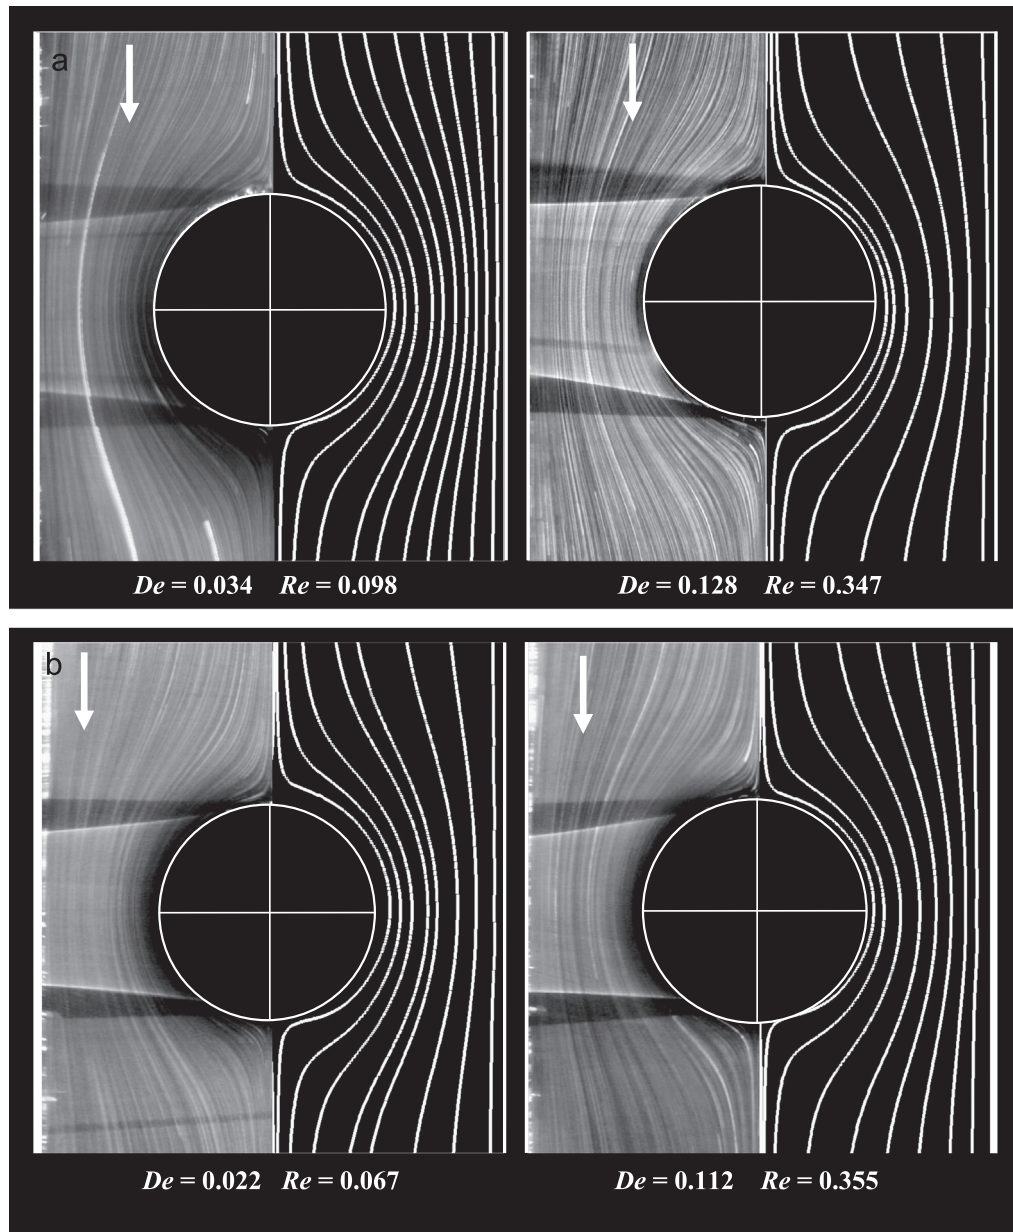 a
De = 0.034 Re = 0.098
De = 0.128 Re = 0.347
b
De = 0.022 Re = 0.067
De = 0.112 Re = 0.355